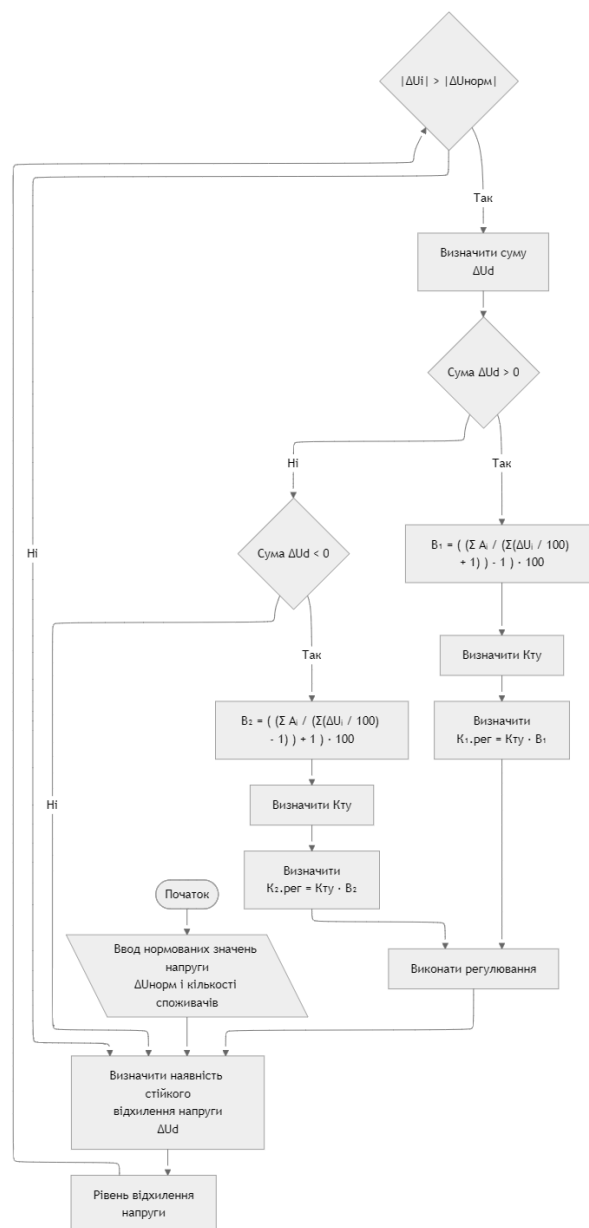 |ΔUi| > |ΔUнорм|
Так
Визначити суму
ΔUd
Сума ΔUd > 0
Ні
Так
Ні
Сума ΔUd < 0
B₁ = ( (Σ Aᵢ / (Σ(ΔUᵢ / 100)
+ 1) ) - 1 ) · 100
Так
Визначити Кту
B₂ = ( (Σ Aᵢ / (Σ(ΔUᵢ / 100)
- 1) ) + 1 ) · 100
Визначити
K₁.рег = Кту · B₁
Ні
Визначити Кту
Визначити
K₂.рег = Кту · B₂
Початок
Ввод нормованих значень
напруги
ΔUнорм і кількості
споживачів
Виконати регулювання
Визначити наявність
стійкого
відхилення напруги
ΔUd
Рівень відхилення
напруги